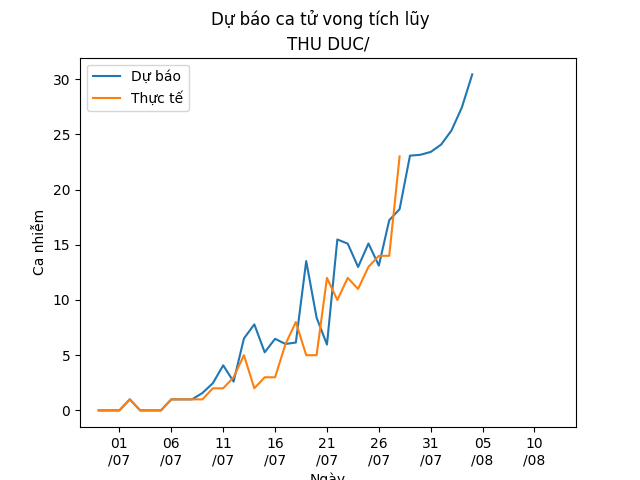 Dự báo ca tử vong tích lũy
THU DUC/
Dự báo
Thực tế
Ca nhiễm
30
25
20
15
10
5
0
01 06 11 16 21 26 31 05 10
/07 /07 /07 /07 /07 /07 /07 /08 /08
Ngày